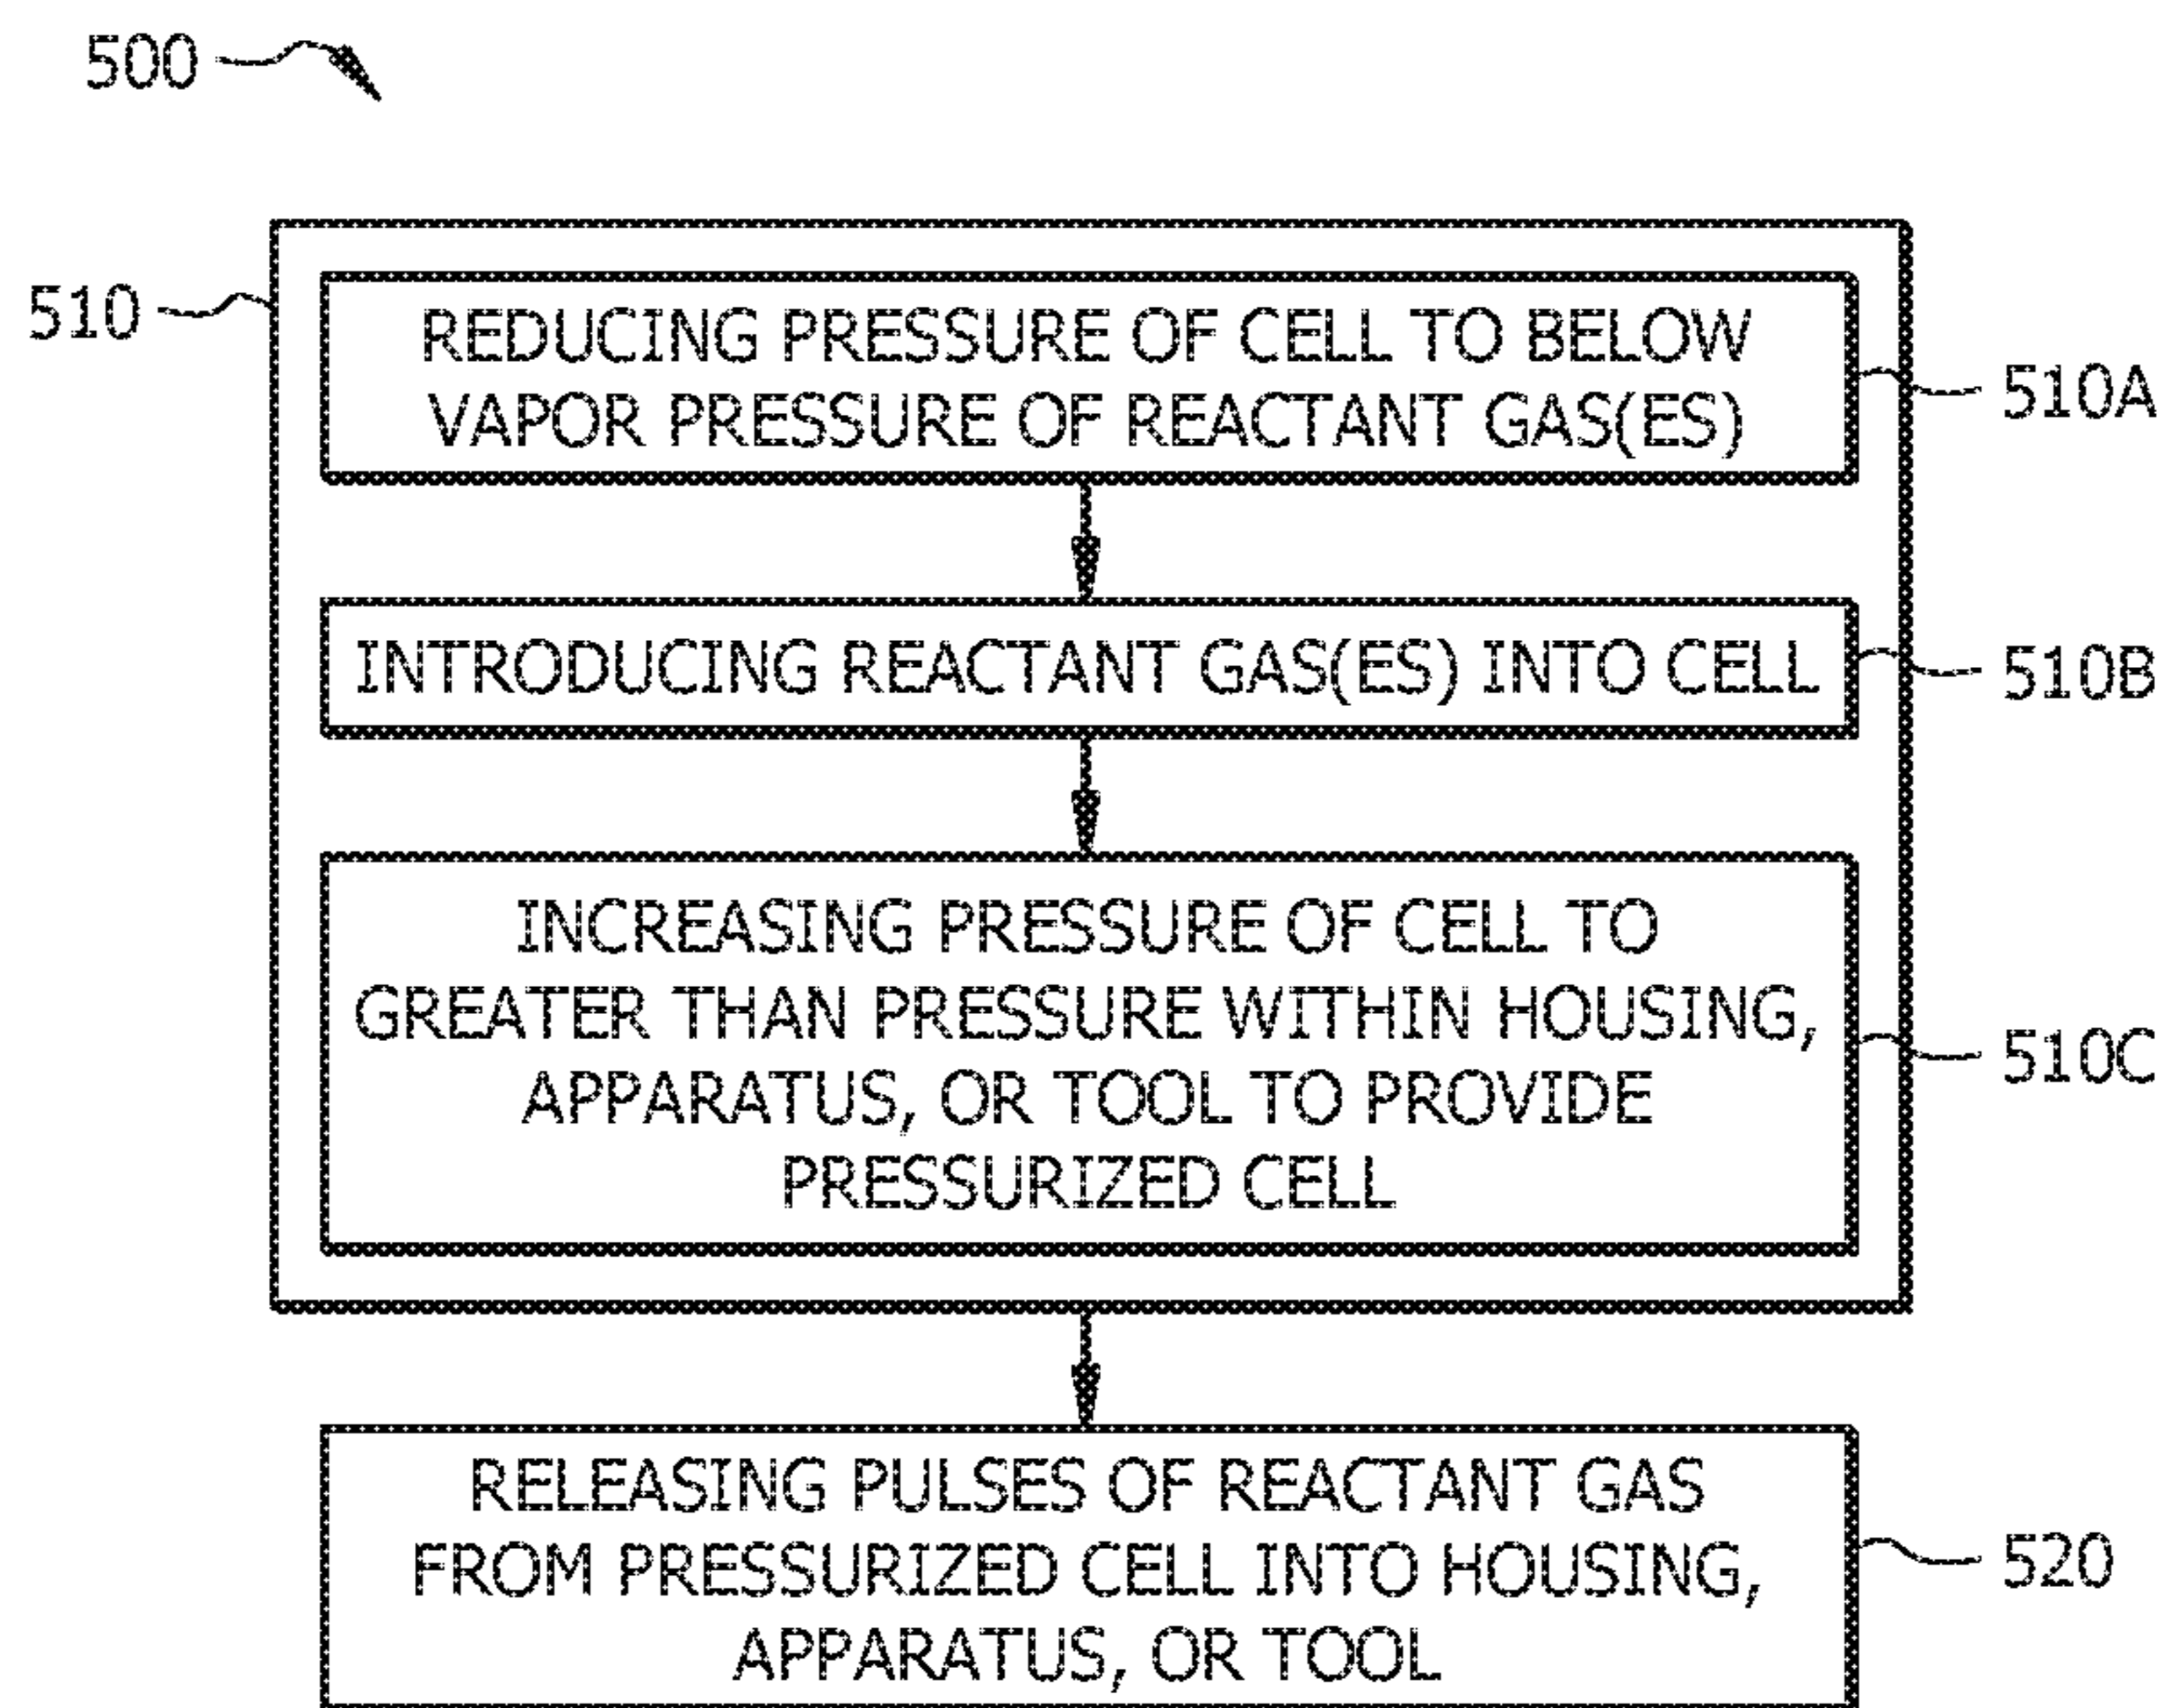 500
510
REDUCING PRESSURE OF CELL TO BELOW
VAPOR PRESSURE OF REACTANT GAS(ES)
510A
INTRODUCING REACTANT GAS(ES) INTO CELL
510B
INCREASING PRESSURE OF CELL TO
GREATER THAN PRESSURE WITHIN HOUSING,
APPARATUS, OR TOOL TO PROVIDE
PRESSURIZED CELL
510C
RELEASING PULSES OF REACTANT GAS
FROM PRESSURIZED CELL INTO HOUSING,
APPARATUS, OR TOOL
520